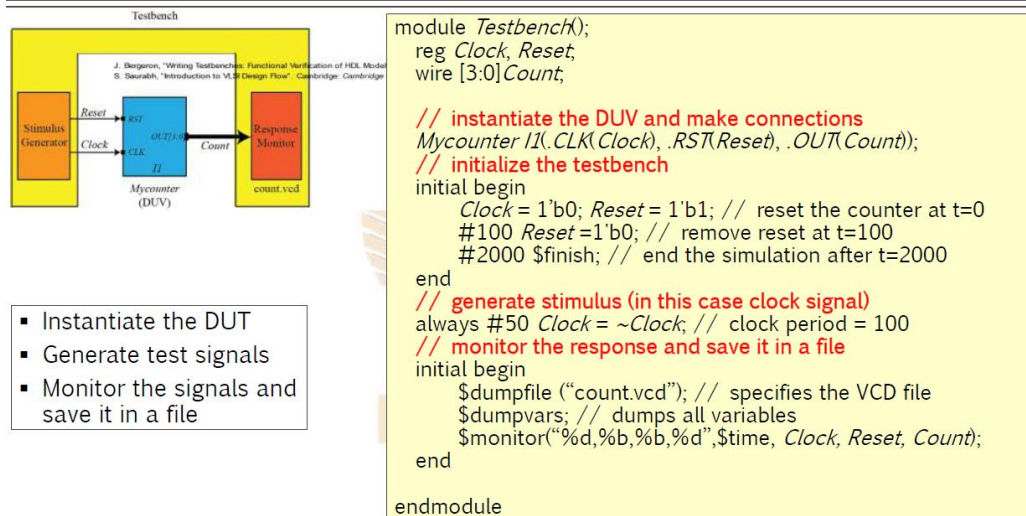 Testbench
J. Bergeron, "Writing Testbenches: Functional Verification of HDL Model
S. Saurabh, "Introduction to VLSI Design Flow". Cambridge: Cambridge
Stimulus
Generator
Reset
Clock
RST
CLK
OUT[3:0]
I1
Count
Response
Monitor
count.vcd
Mycounter
(DUV)
▪ Instantiate the DUT
▪ Generate test signals
▪ Monitor the signals and
save it in a file
module Testbench();
reg Clock, Reset;
wire [3:0]Count;
// instantiate the DUV and make connections
Mycounter I1(.CLK(Clock), .RST(Reset), .OUT(Count));
// initialize the testbench
initial begin
Clock = 1'b0; Reset = 1'b1; // reset the counter at t=0
#100 Reset =1'b0; // remove reset at t=100
#2000 $finish; // end the simulation after t=2000
end
// generate stimulus (in this case clock signal)
always #50 Clock = ~Clock; // clock period = 100
// monitor the response and save it in a file
initial begin
$dumpfile (“count.vcd”); // specifies the VCD file
$dumpvars; // dumps all variables
$monitor(“%d,%b,%b,%d”,$time, Clock, Reset, Count);
end
endmodule